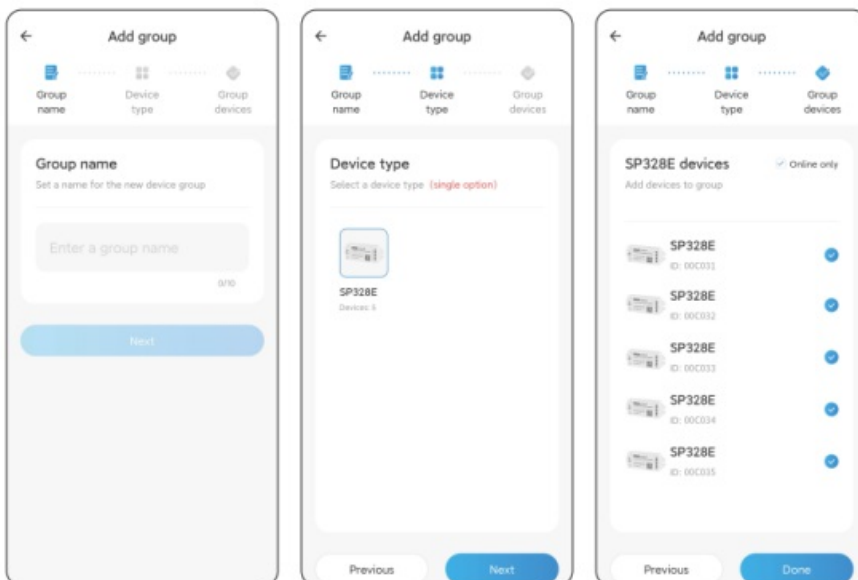 Add group
Group name
Device type
Group devices
Group name
Set a name for the new device group
Enter a group name
0/10
Next
Add group
Group name
Device type
Group devices
Device type
Select a device type (single option)
SP328E
Devices: 5
Previous
Next
Add group
Group name
Device type
Group devices
SP328E devices
Online only
Add devices to group
SP328E
ID: 00C031
SP328E
ID: 00C032
SP328E
ID: 00C033
SP328E
ID: 00C034
SP328E
ID: 00C035
Previous
Done